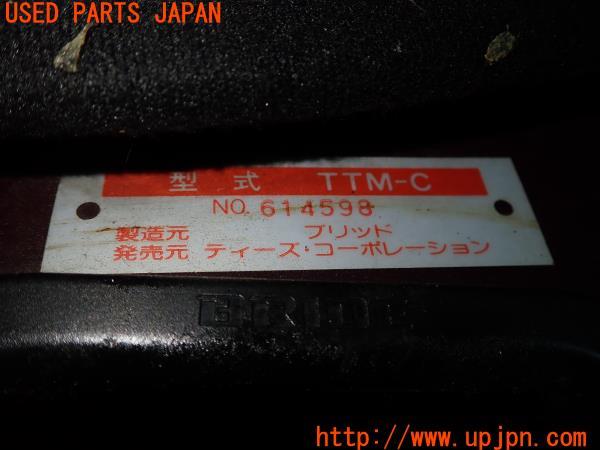 USED PARTS JAPAN
型式 TTM-C
NO. 614598
製造元 ブリッド
発売元 ティーズ・コーポレーション
BRIDE
http://www.upjpn.com/